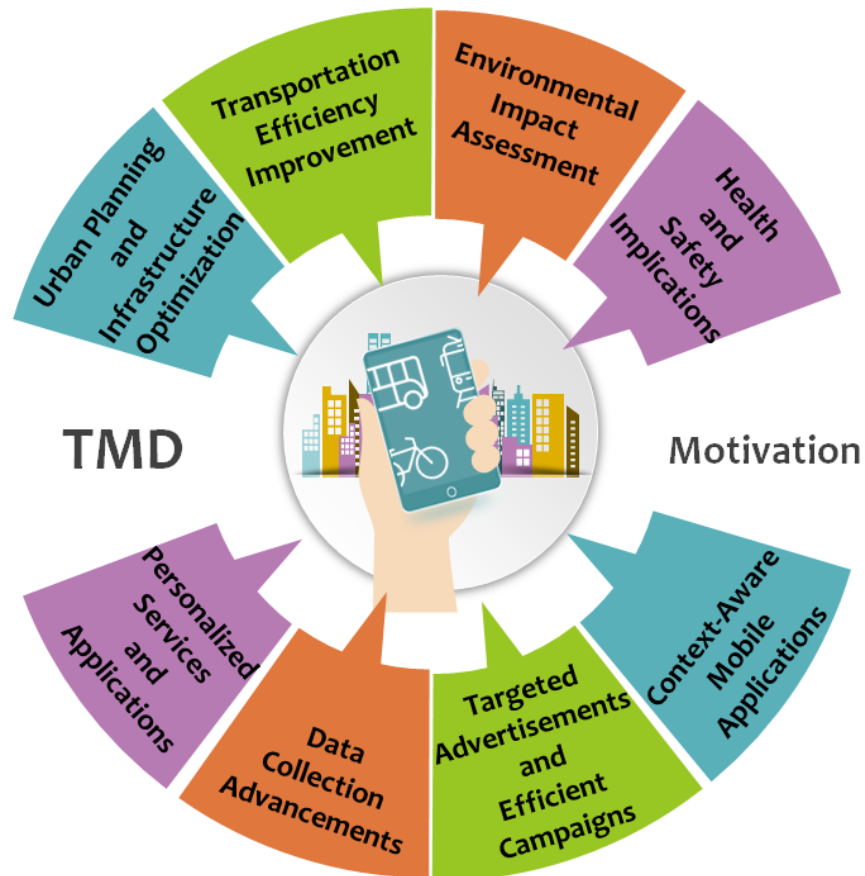 Urban Planning
and
Infrastructure
Optimization
Transportation
Efficiency
Improvement
Environmental
Impact
Assessment
Health
and
Safety
Implications
TMD
Motivation
Personalized
Services
and
Applications
Data
Collection
Advancements
Targeted
Advertisements
and
Efficient
Campaigns
Context-Aware
Mobile
Applications